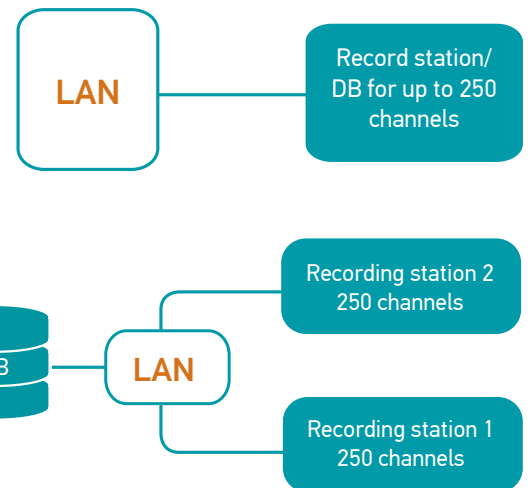 LAN
Record station/
DB for up to 250
channels
Recording station 2
250 channels
B
LAN
Recording station 1
250 channels